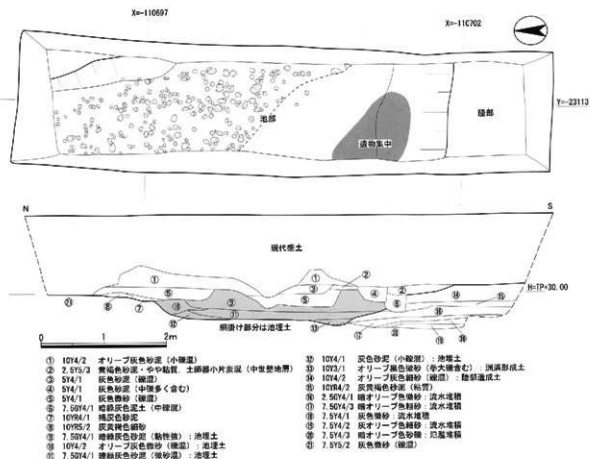 X=-110697
X=-110702
Y=-23113
池部
遺物集中
陸部
N
S
現代盛土
H=TP+30.00
網掛け部分は池埋土
0 1 2m
① 10Y4/2 オリーブ灰色砂泥(小礫混)
② 2.5Y5/3 黄褐色砂泥・やや粘質、土師器小片炭混(中世整地層)
③ 5Y4/1 灰色砂泥(礫混)
④ 5Y4/1 灰色砂泥(中礫多く含む)
⑤ 5Y4/1 灰色微砂(礫混)
⑥ 7.5GY4/1 暗緑灰色泥土(中礫混)
⑦ 10YR4/1 褐灰色砂泥
⑧ 10YR5/2 灰黄褐色細砂
⑨ 7.5GY4/1 暗緑灰色砂泥(粘性強):池埋土
⑩ 10Y4/2 オリーブ灰色微砂(礫混):池埋土
⑪ 7.5GY4/1 暗緑灰色砂泥(微砂混):池埋土
⑫ 10Y4/1 灰色砂泥(小礫混):池埋土
⑬ 10Y3/1 オリーブ黒色微砂(拳大礫含む):洲浜形成土
⑭ 10Y4/2 オリーブ灰色細砂(礫混):陸部造成土
⑮ 10YR4/2 灰黄褐色砂泥(粘質)
⑯ 2.5GY4/1 暗オリーブ灰色微砂:流水堆積
⑰ 7.5GY4/3 暗オリーブ色粗砂:流水堆積
⑱ 7.5Y4/1 灰色微砂:流水堆積
⑲ 7.5Y4/2 灰オリーブ色細砂:流水堆積
⑳ 7.5Y4/3 暗オリーブ色砂礫:氾濫堆積
㉑ 7.5Y5/2 灰色微砂(礫混)